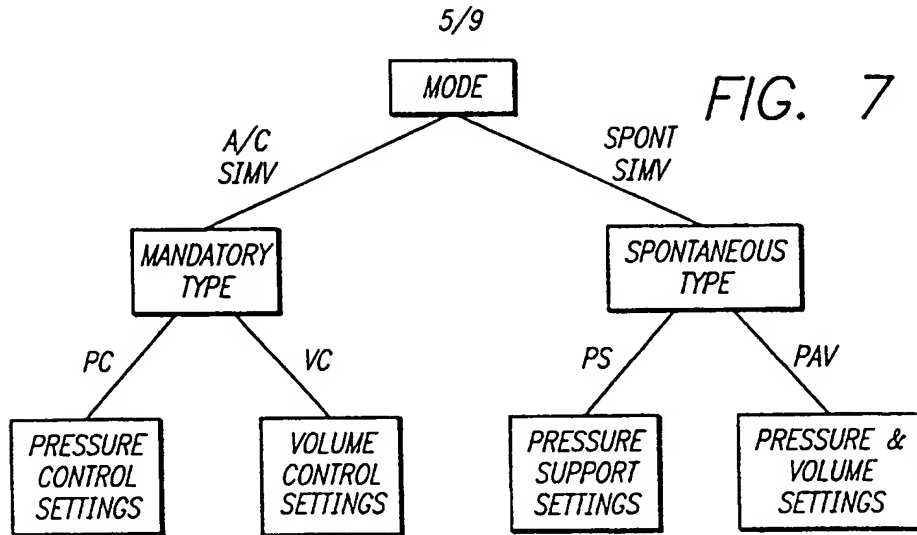 5/9
MODE
FIG. 7
A/C
SIMV
SPONT
SIMV
MANDATORY
TYPE
SPONTANEOUS
TYPE
PC
VC
PS
PAV
PRESSURE
CONTROL
SETTINGS
VOLUME
CONTROL
SETTINGS
PRESSURE
SUPPORT
SETTINGS
PRESSURE &
VOLUME
SETTINGS